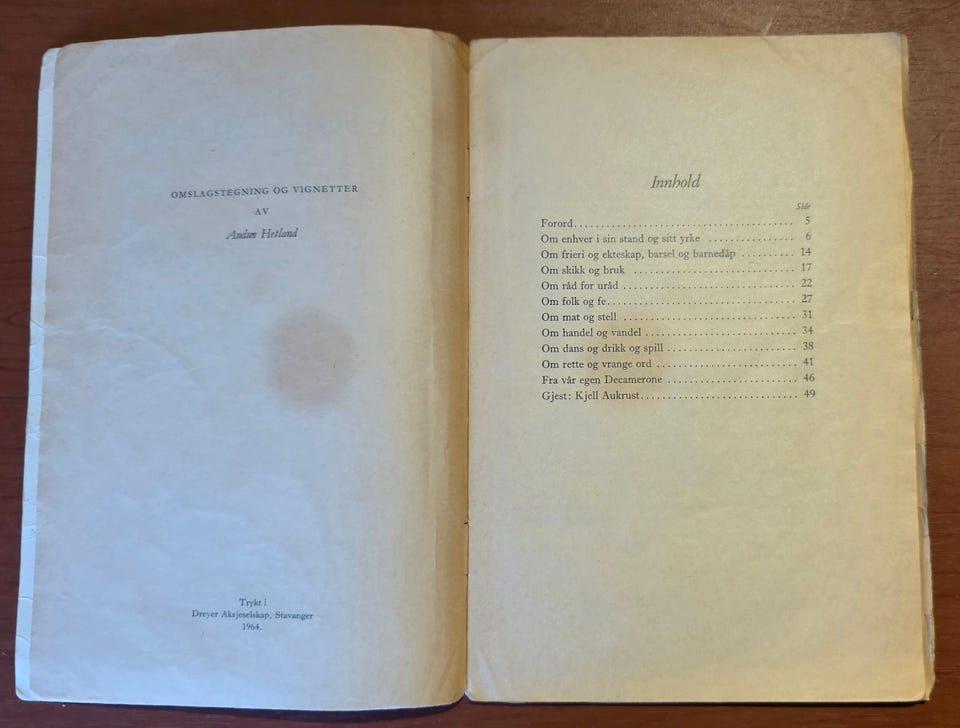 OMSLAGSTEGNING OG VIGNETTER
AV
Audun Hetland
Trykt i
Dreyer Aksjeselskap, Stavanger
1964.
Innhold
Side
Forord........................................ 5
Om enhver i sin stand og sitt yrke ................ 6
Om frieri og ekteskap, barsel og barnedåp .......... 14
Om skikk og bruk .............................. 17
Om råd for uråd ................................ 22
Om folk og fe................................... 27
Om mat og stell ................................ 31
Om handel og vandel ............................ 34
Om dans og drikk og spill ........................ 38
Om rette og vrange ord .......................... 41
Fra vår egen Decamerone ........................ 46
Gjest: Kjell Aukrust............................. 49